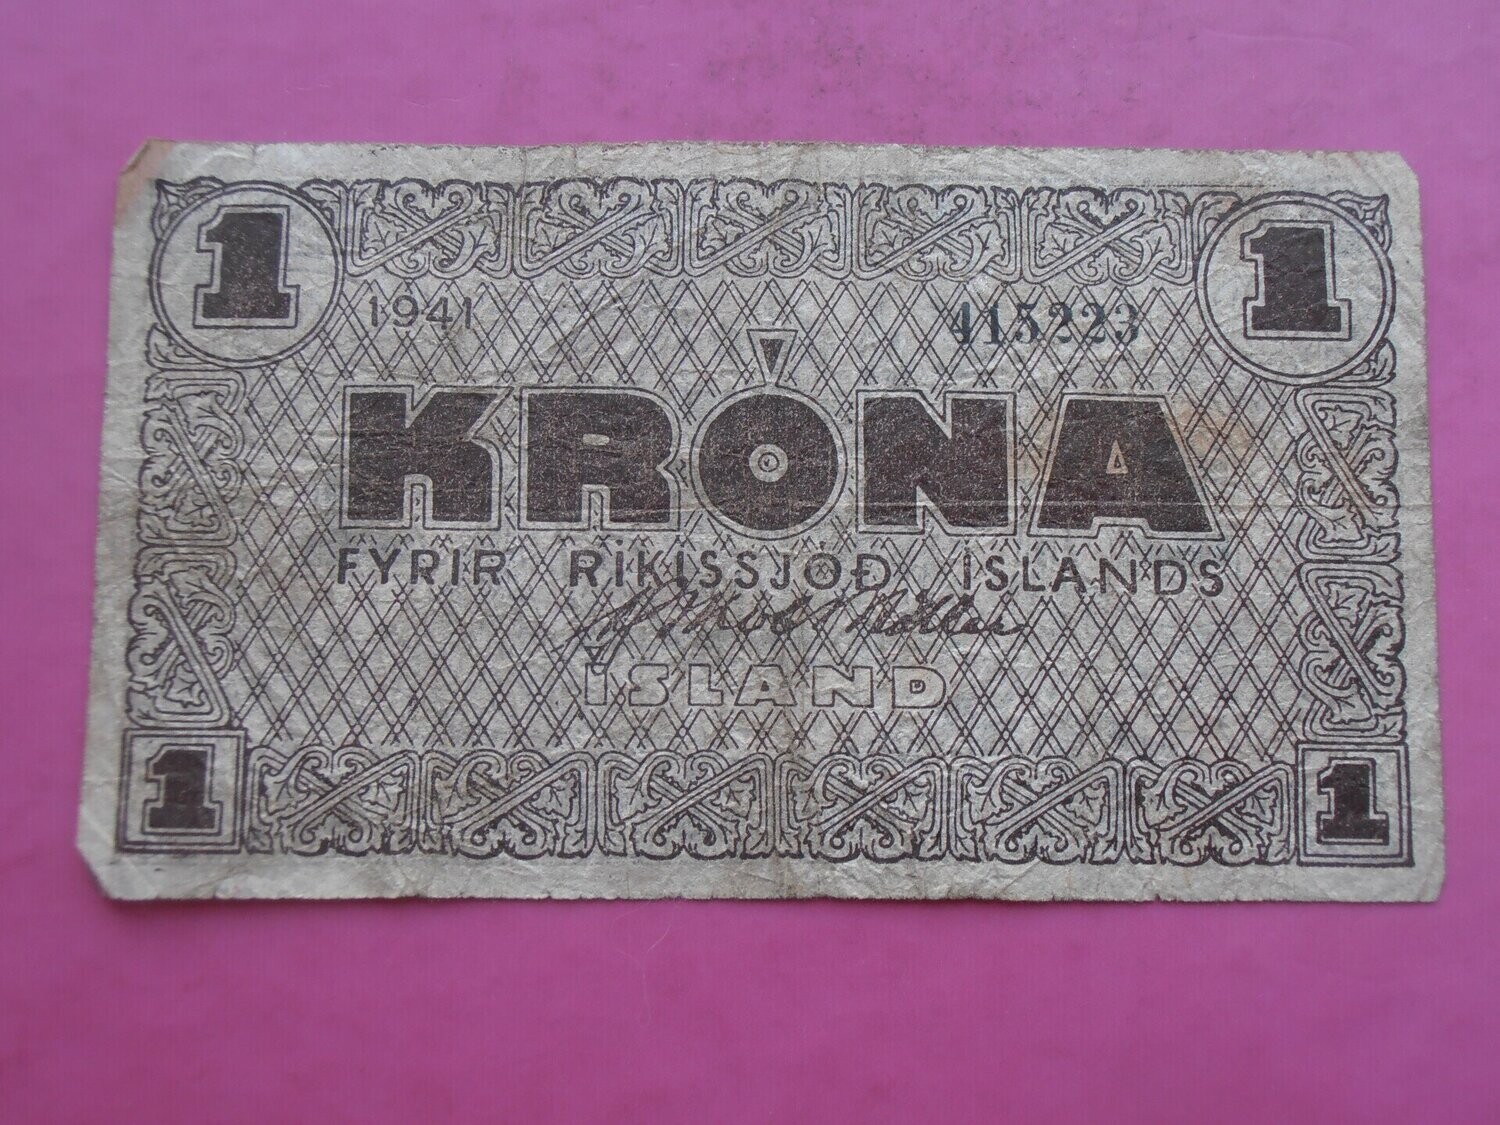 1 1
1941 415223
KRÓNA
FYRIR RÍKISSJÓÐ ÍSLANDS
ÍSLAND
1 1